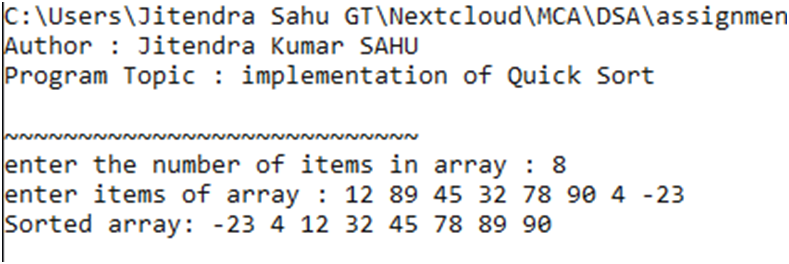 C:\Users\Jitendra Sahu GT\Nextcloud\MCA\DSA\assignmen
Author : Jitendra Kumar SAHU
Program Topic : implementation of Quick Sort
~~~~~~~~~~~~~~~~~~~~~~~~~~~~
enter the number of items in array : 8
enter items of array : 12 89 45 32 78 90 4 -23
Sorted array: -23 4 12 32 45 78 89 90